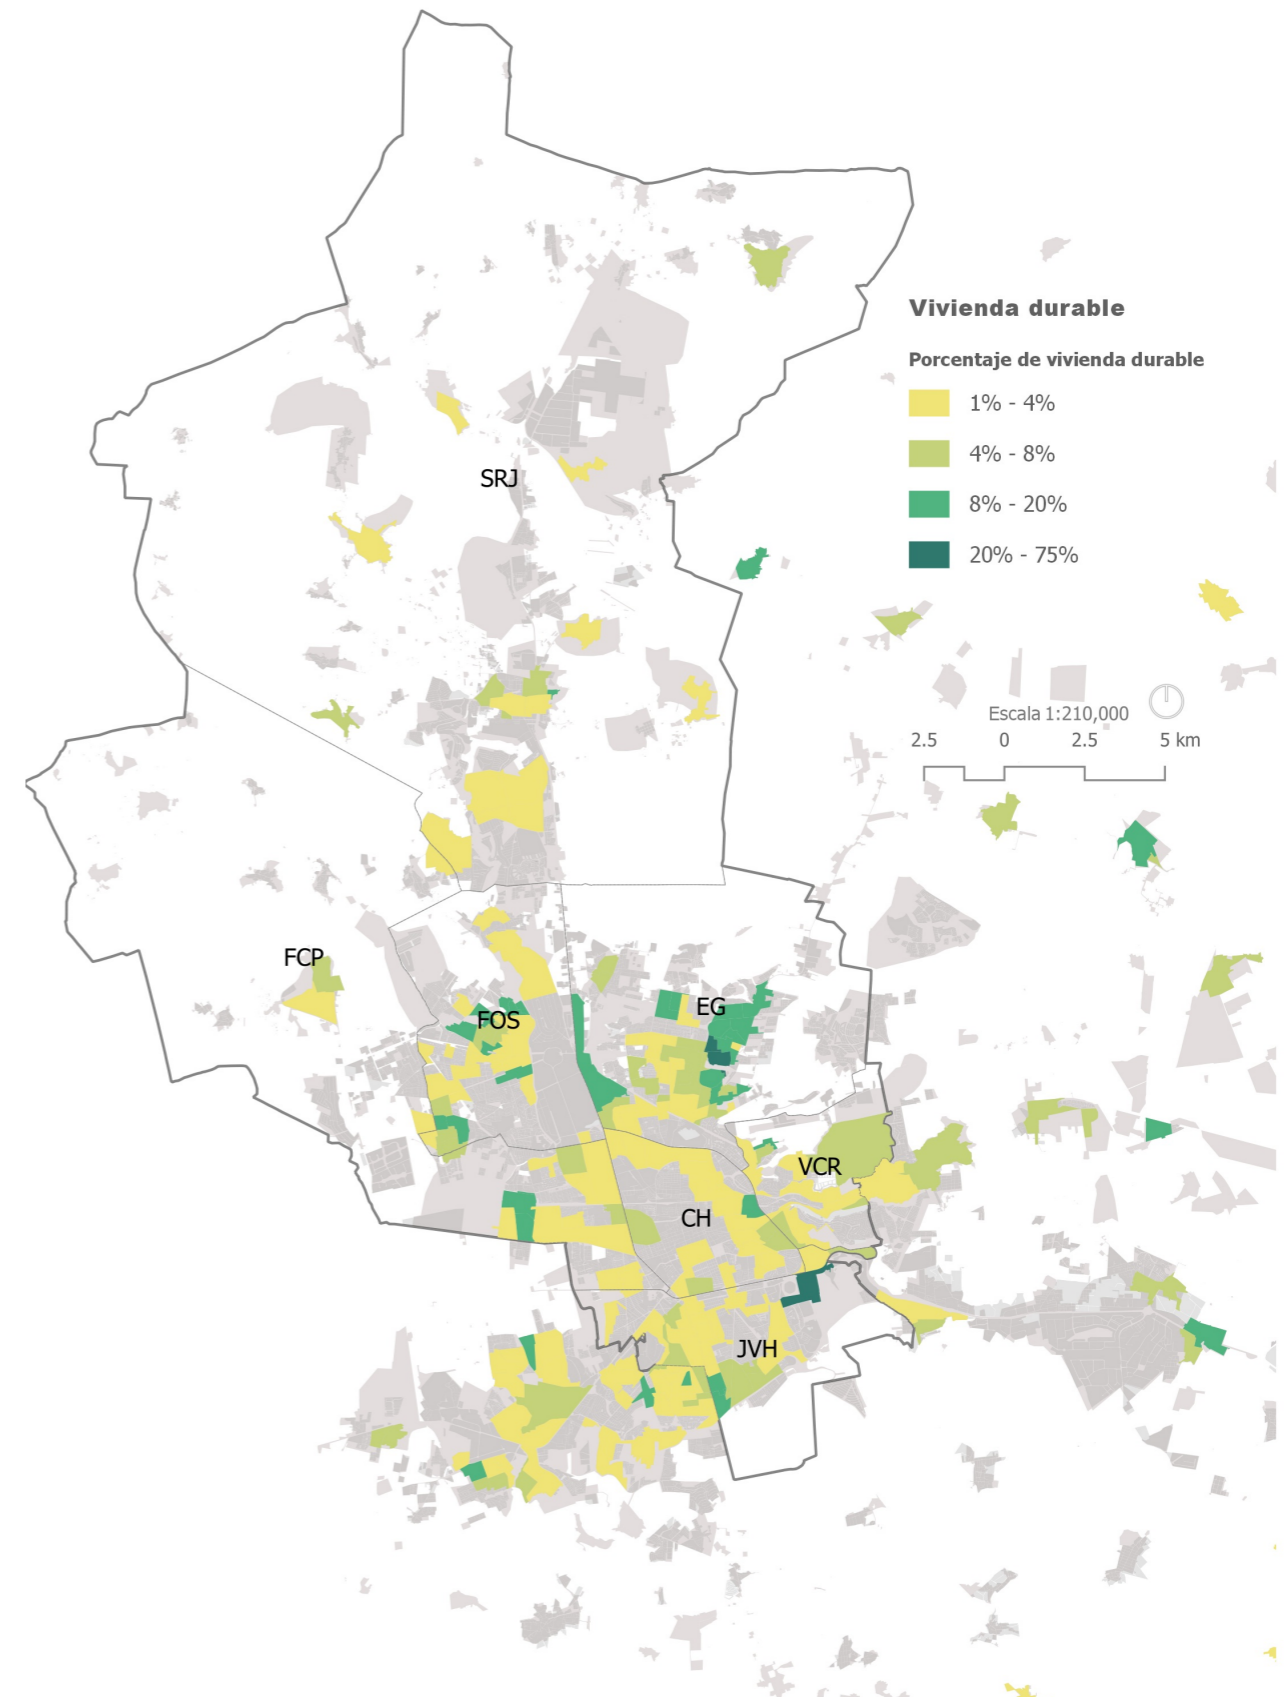 Vivienda durable
Porcentaje de vivienda durable
1% - 4%
4% - 8%
8% - 20%
20% - 75%
SRJ
Escala 1:210,000
2.5 0 2.5 5 km
FCP
EG
FOS
VCR
CH
JVH